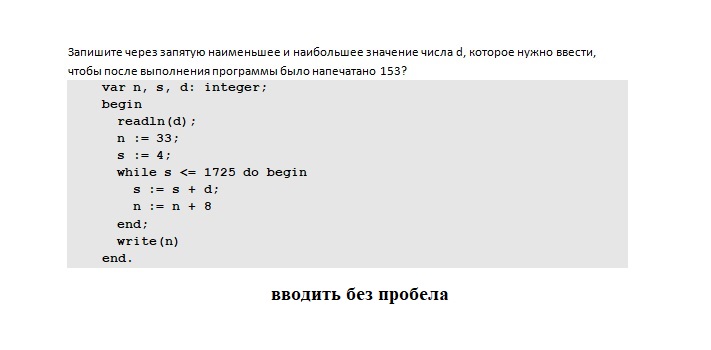 Запишите через запятую наименьшее и наибольшее значение числа d, которое нужно ввести,
чтобы после выполнения программы было напечатано 153?
var n, s, d: integer;
begin
readln(d);
n := 33;
s := 4;
while s <= 1725 do begin
s := s + d;
n := n + 8
end;
write(n)
end.
вводить без пробела